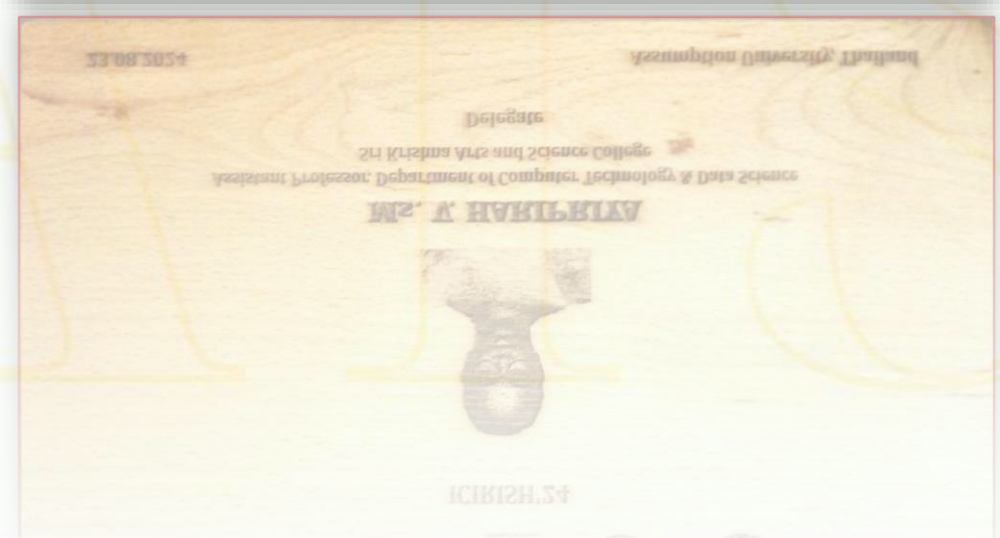 23.08.2024
Assumption University, Thailand
Delegate
Sri Krishna Arts and Science College
Assistant Professor, Department of Computer Technology & Data Science
Ms. V. HARIPRIYA
ICIRISH'24